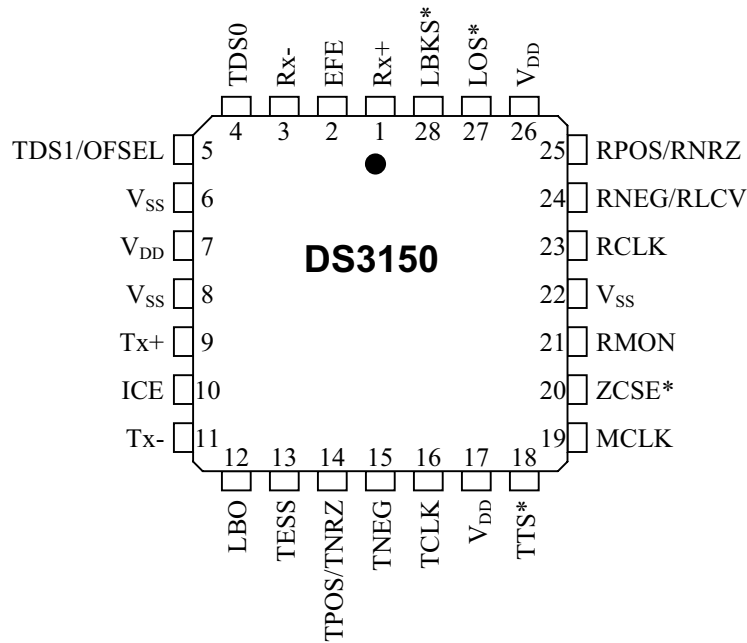 TDS0
Rx-
EFE
Rx+
LBKS*
LOS*
VDD
4
3
2
1
28
27
26
TDS1/OFSEL 5
VSS 6
VDD 7
VSS 8
Tx+ 9
ICE 10
Tx- 11
DS3150
25 RPOS/RNRZ
24 RNEG/RLCV
23 RCLK
22 VSS
21 RMON
20 ZCSE*
19 MCLK
12
13
14
15
16
17
18
LBO
TESS
TPOS/TNRZ
TNEG
TCLK
VDD
TTS*